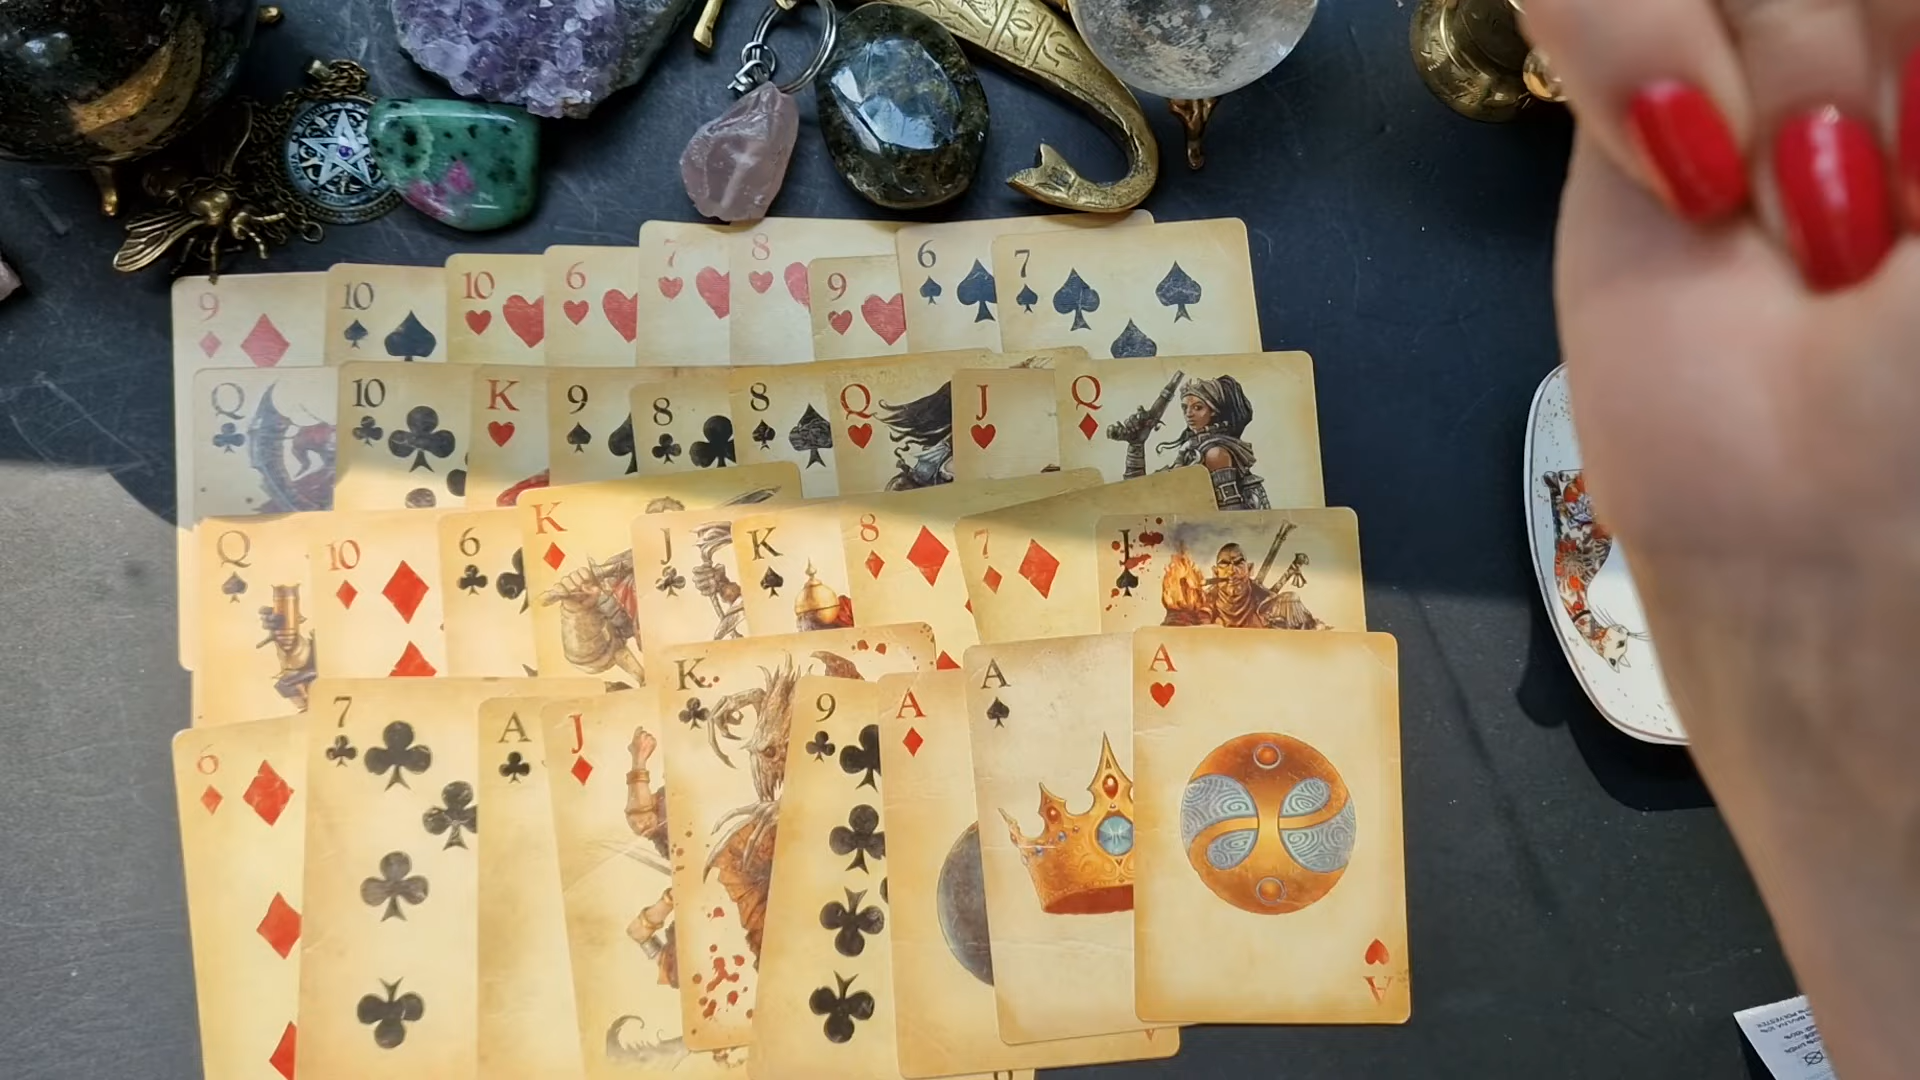 9 10 10 6 7 8 9 6 7
Q 10 K 9 8 8 Q J Q
Q 10 6 K J K 8 7 J
6 7 A J K 9 A A A
A